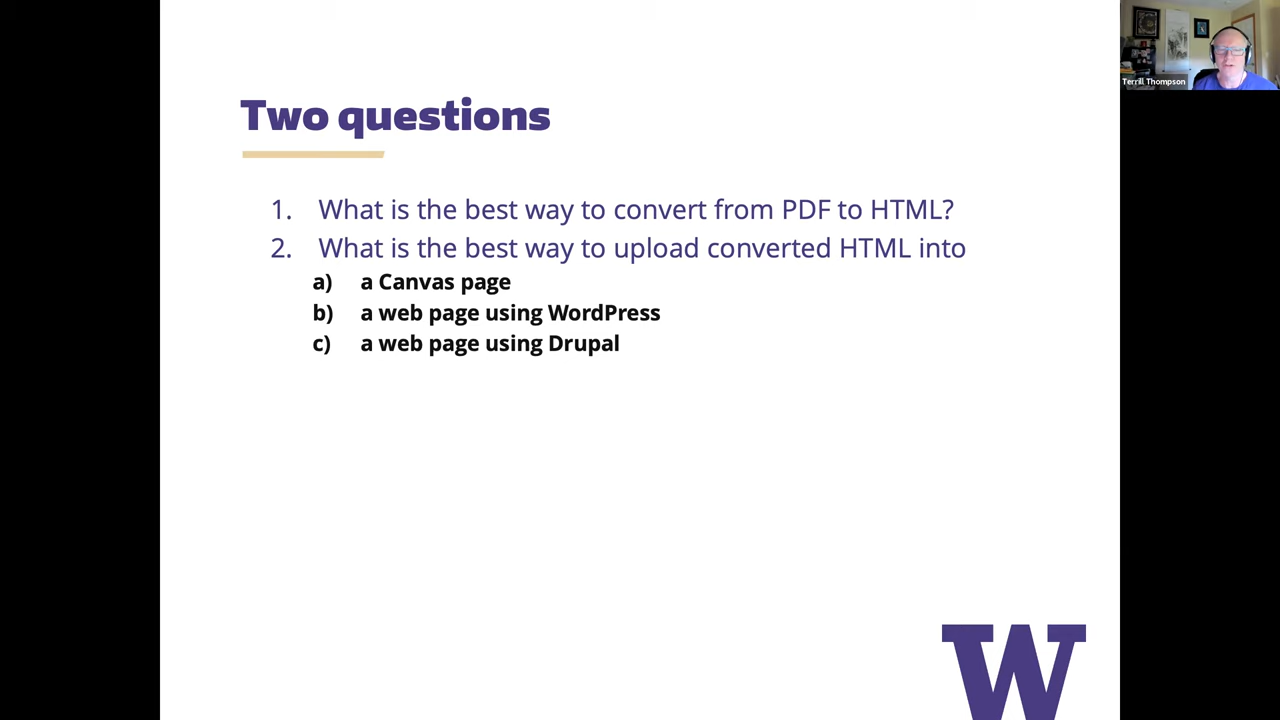 Two questions
1. What is the best way to convert from PDF to HTML?
2. What is the best way to upload converted HTML into
a) a Canvas page
b) a web page using WordPress
c) a web page using Drupal
Terrill Thompson
W